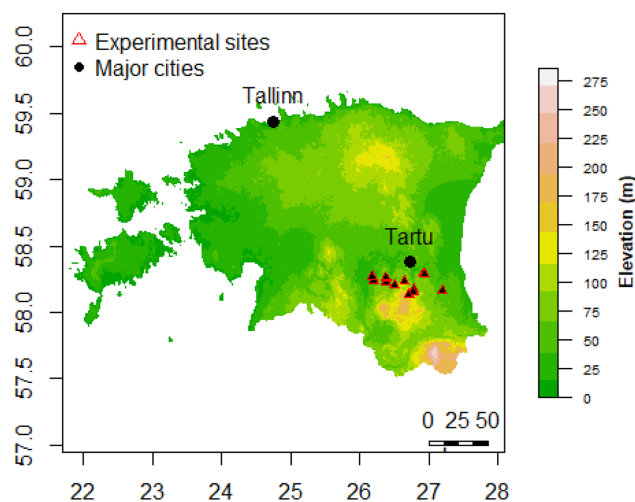 Experimental sites
Major cities
Tallinn
Tartu
60.0
59.5
59.0
58.5
58.0
57.5
57.0
22 23 24 25 26 27 28
0 25 50
275
250
225
200
175
150
125
100
75
50
25
0
Elevation (m)